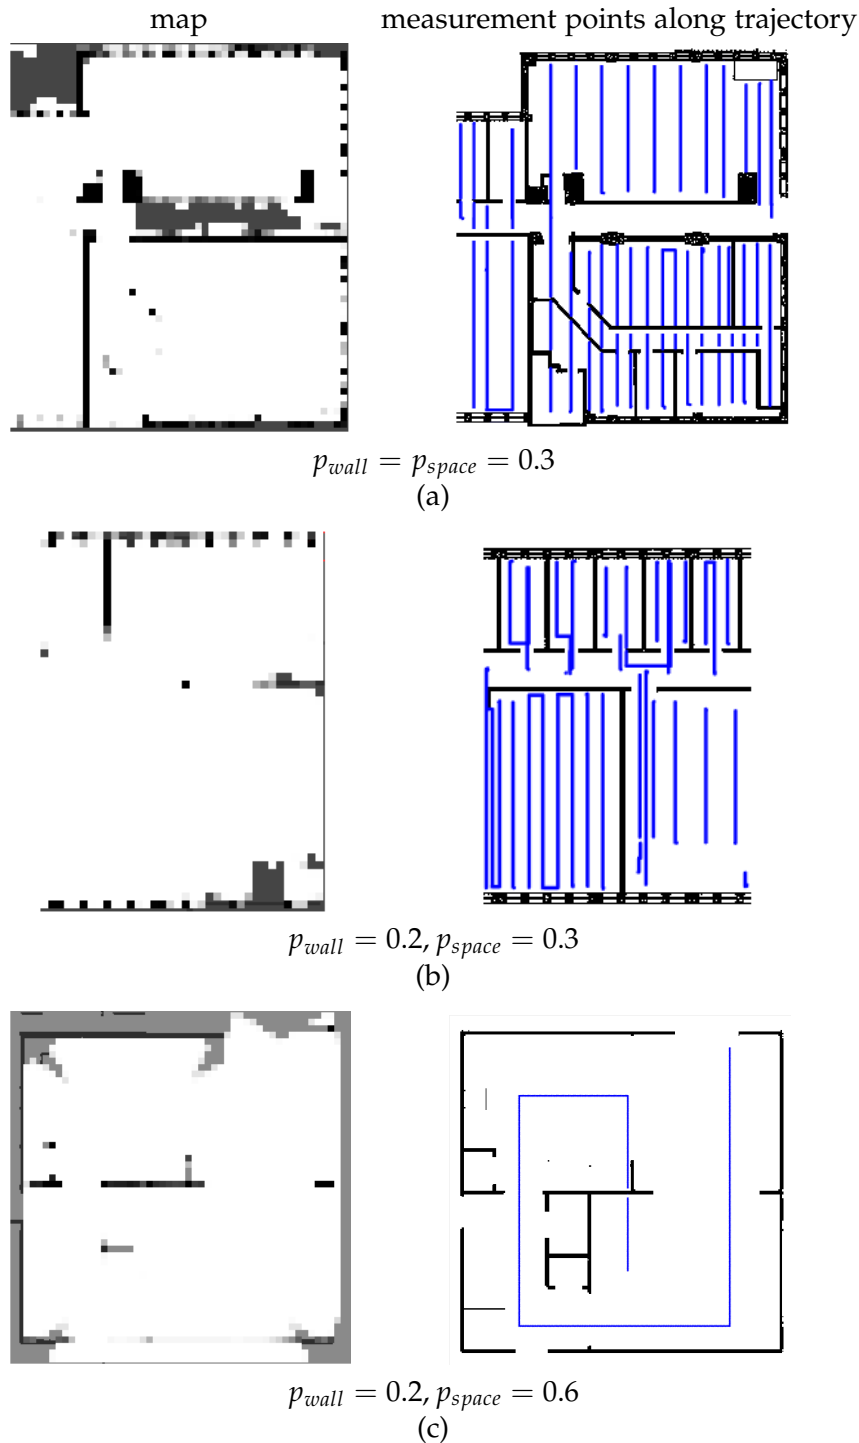 map measurement points along trajectory
p_wall = p_space = 0.3
(a)
p_wall = 0.2, p_space = 0.3
(b)
p_wall = 0.2, p_space = 0.6
(c)